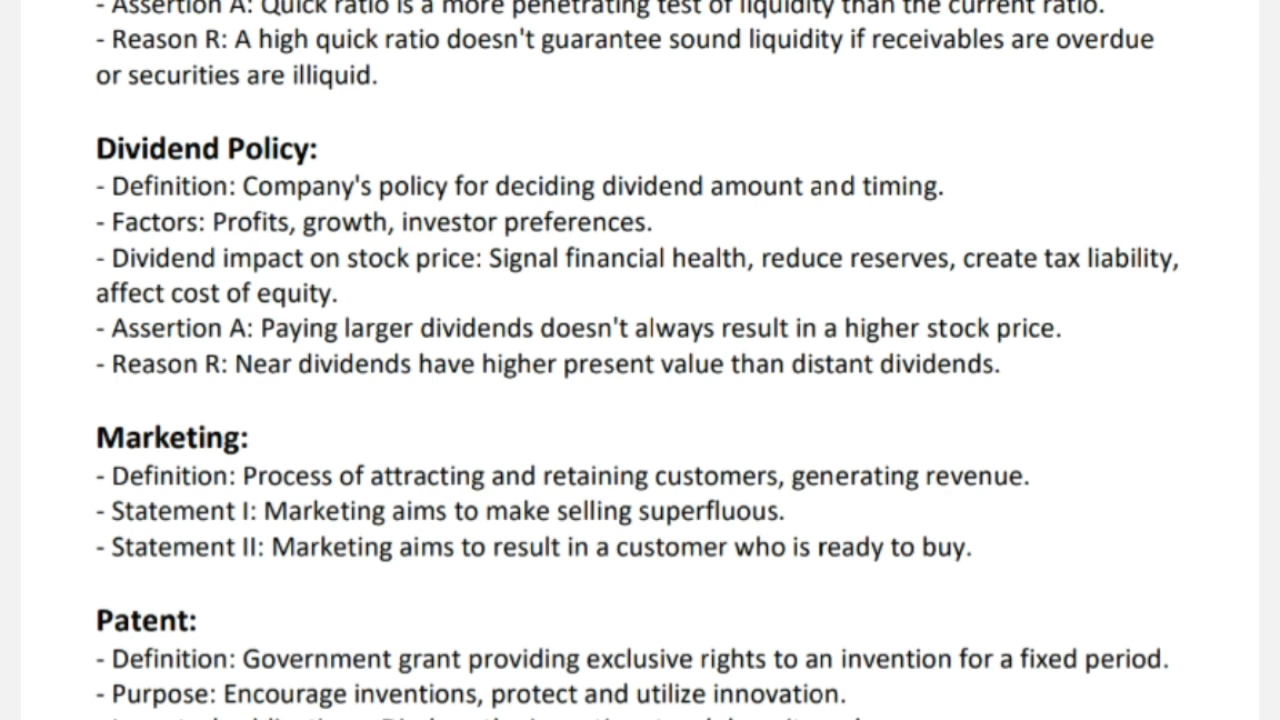 - Assertion A: Quick ratio is a more penetrating test of liquidity than the current ratio.
- Reason R: A high quick ratio doesn't guarantee sound liquidity if receivables are overdue
or securities are illiquid.
Dividend Policy:
- Definition: Company's policy for deciding dividend amount and timing.
- Factors: Profits, growth, investor preferences.
- Dividend impact on stock price: Signal financial health, reduce reserves, create tax liability,
affect cost of equity.
- Assertion A: Paying larger dividends doesn't always result in a higher stock price.
- Reason R: Near dividends have higher present value than distant dividends.
Marketing:
- Definition: Process of attracting and retaining customers, generating revenue.
- Statement I: Marketing aims to make selling superfluous.
- Statement II: Marketing aims to result in a customer who is ready to buy.
Patent:
- Definition: Government grant providing exclusive rights to an invention for a fixed period.
- Purpose: Encourage inventions, protect and utilize innovation.